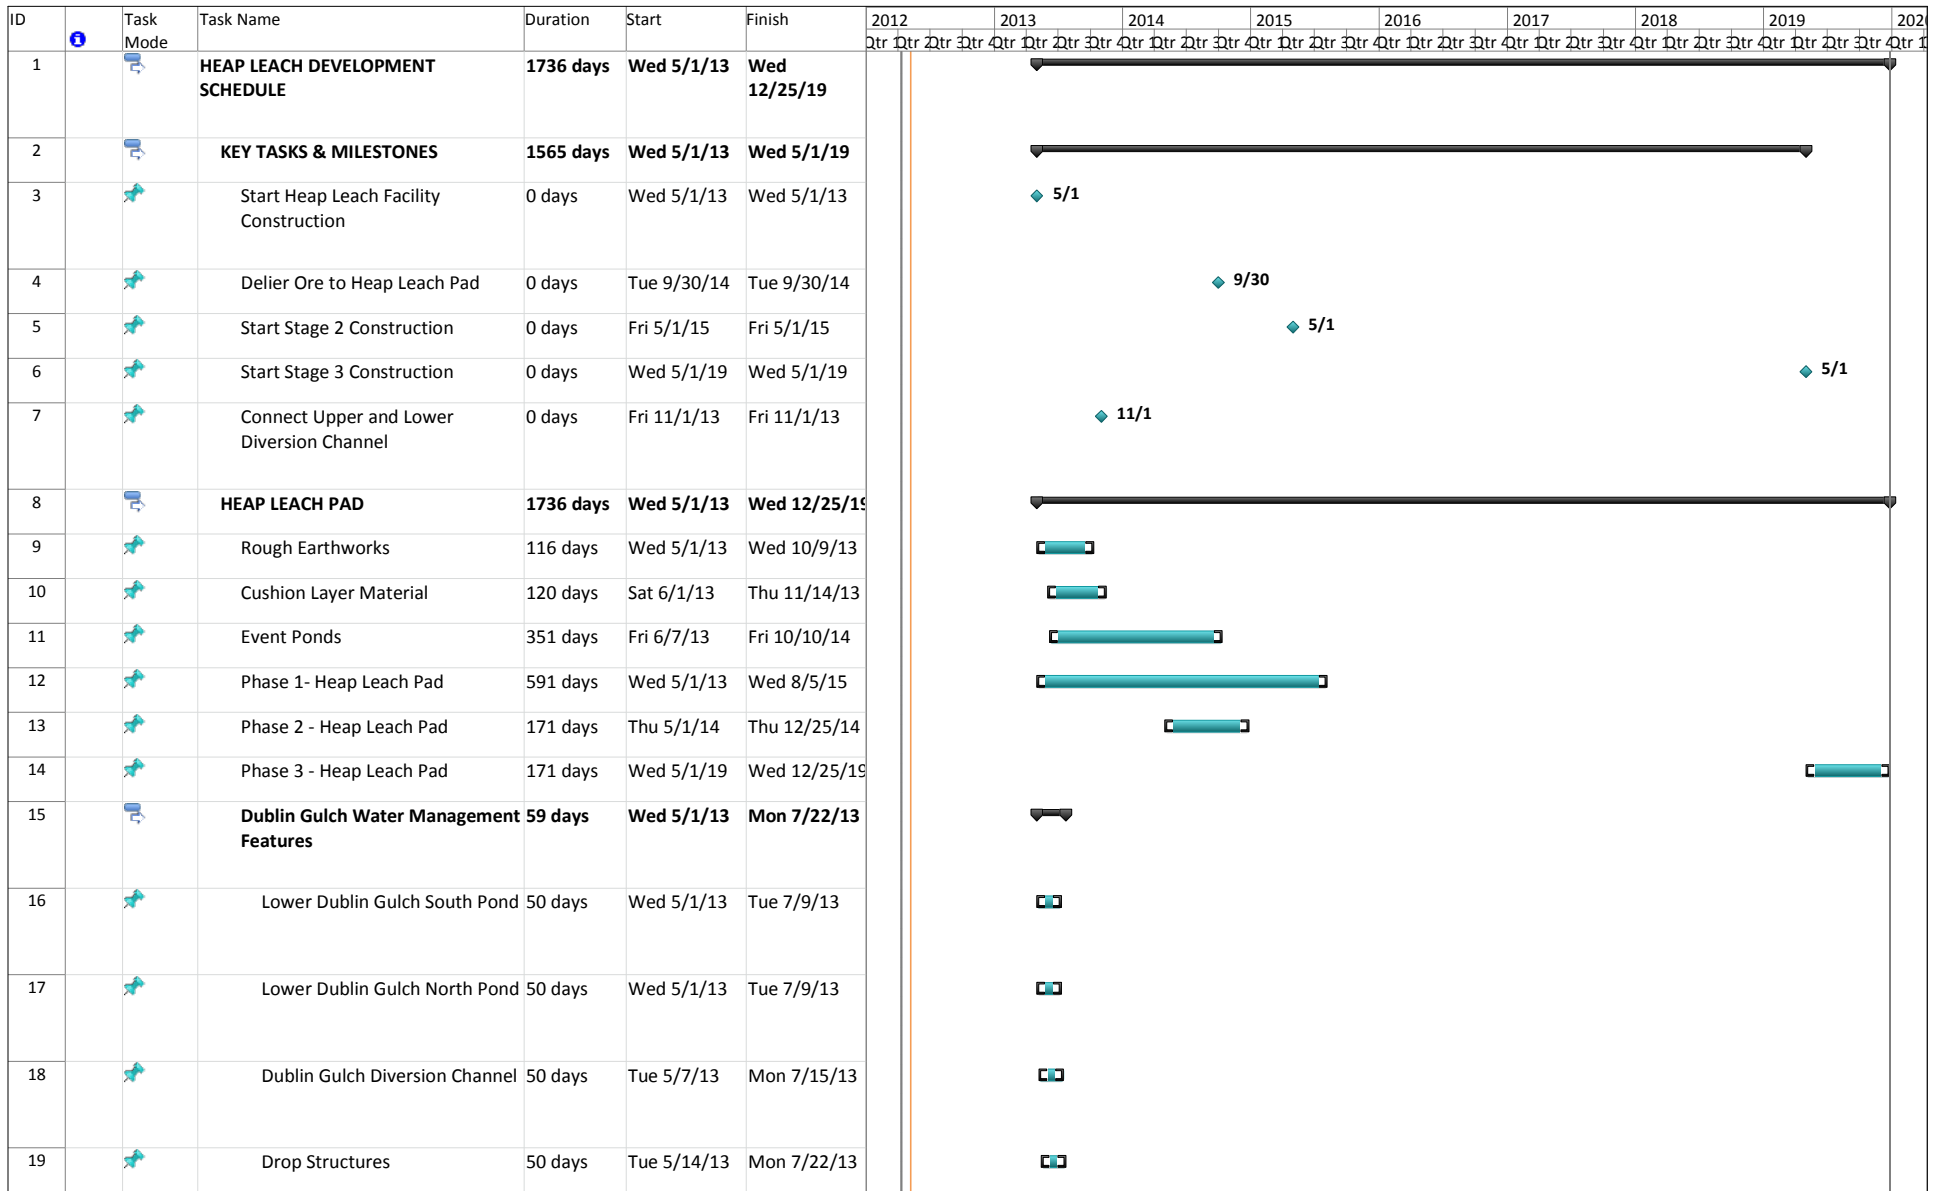 ID Task Mode Task Name Duration Start Finish 2012 2013 2014 2015 2016 2017 2018 2019
1 HEAP LEACH DEVELOPMENT SCHEDULE 1736 days Wed 5/1/13 Wed 12/25/19
2 KEY TASKS & MILESTONES 1565 days Wed 5/1/13 Wed 5/1/19
3 Start Heap Leach Facility Construction 0 days Wed 5/1/13 Wed 5/1/13 5/1
4 Delier Ore to Heap Leach Pad 0 days Tue 9/30/14 Tue 9/30/14 9/30
5 Start Stage 2 Construction 0 days Fri 5/1/15 Fri 5/1/15 5/1
6 Start Stage 3 Construction 0 days Wed 5/1/19 Wed 5/1/19 5/1
7 Connect Upper and Lower Diversion Channel 0 days Fri 11/1/13 Fri 11/1/13 11/1
8 HEAP LEACH PAD 1736 days Wed 5/1/13 Wed 12/25/19
9 Rough Earthworks 116 days Wed 5/1/13 Wed 10/9/13
10 Cushion Layer Material 120 days Sat 6/1/13 Thu 11/14/13
11 Event Ponds 351 days Fri 6/7/13 Fri 10/10/14
12 Phase 1- Heap Leach Pad 591 days Wed 5/1/13 Wed 8/5/15
13 Phase 2 - Heap Leach Pad 171 days Thu 5/1/14 Thu 12/25/14
14 Phase 3 - Heap Leach Pad 171 days Wed 5/1/19 Wed 12/25/19
15 Dublin Gulch Water Management Features 59 days Wed 5/1/13 Mon 7/22/13
16 Lower Dublin Gulch South Pond 50 days Wed 5/1/13 Tue 7/9/13
17 Lower Dublin Gulch North Pond 50 days Wed 5/1/13 Tue 7/9/13
18 Dublin Gulch Diversion Channel 50 days Tue 5/7/13 Mon 7/15/13
19 Drop Structures 50 days Tue 5/14/13 Mon 7/22/13